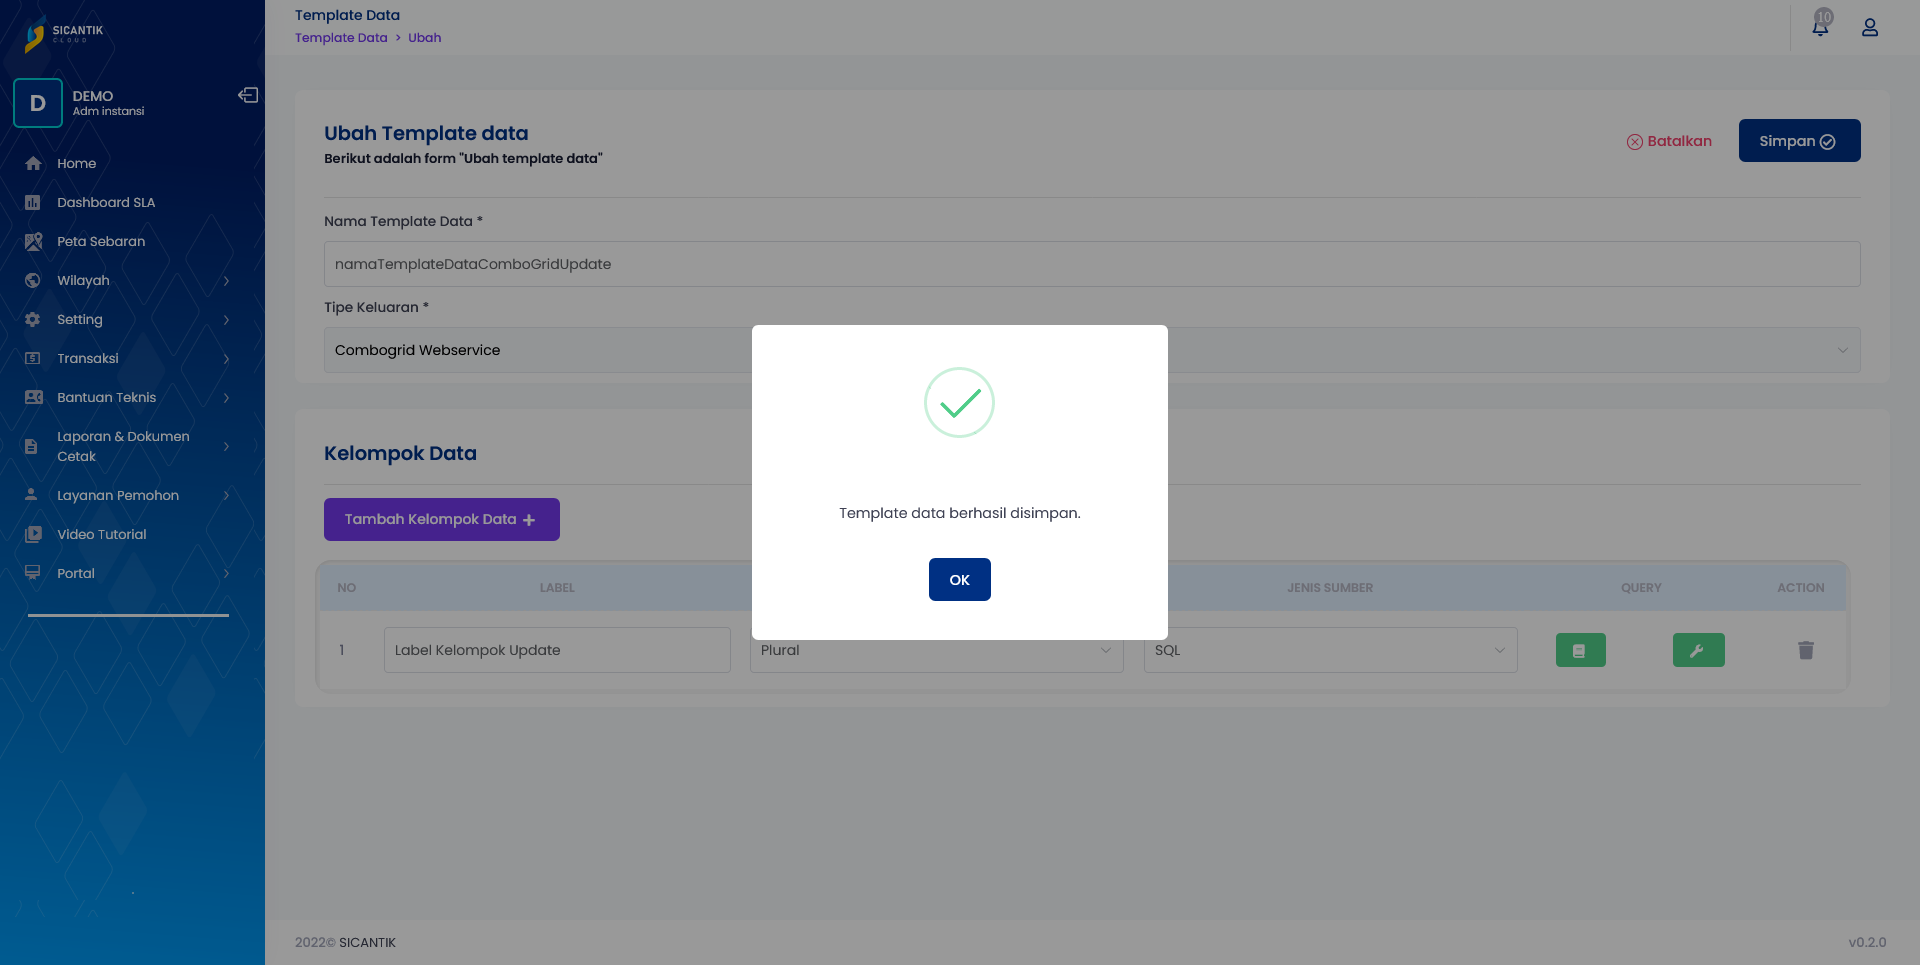 SICANTIK
CLOUD
D
DEMO
Adm instansi
Home
Dashboard SLA
Peta Sebaran
Wilayah
Setting
Transaksi
Bantuan Teknis
Laporan & Dokumen
Cetak
Layanan Pemohon
Video Tutorial
Portal
Template Data
Template Data > Ubah
10
Ubah Template data
Berikut adalah form "Ubah template data"
Batalkan
Simpan
Nama Template Data *
namaTemplateDataComboGridUpdate
Tipe Keluaran *
Combogrid Webservice
Template data berhasil disimpan.
OK
Kelompok Data
Tambah Kelompok Data +
NO LABEL JENIS SUMBER QUERY ACTION
1 Label Kelompok Update Plural SQL
2022© SICANTIK
v0.2.0